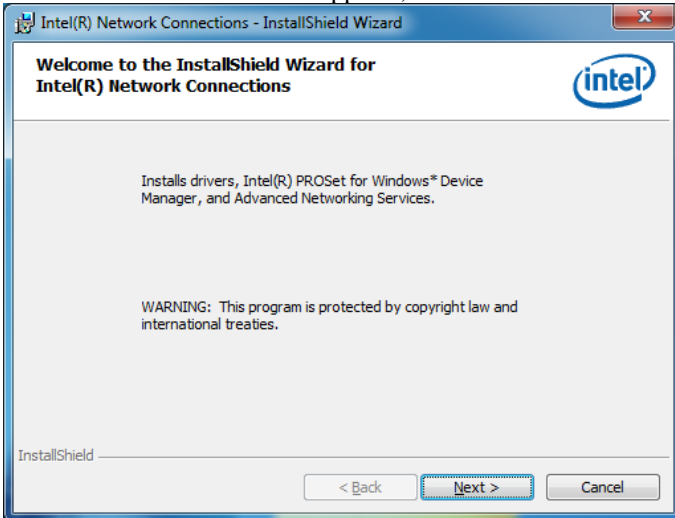 Intel(R) Network Connections - InstallShield Wizard
Welcome to the InstallShield Wizard for
Intel(R) Network Connections
intel
Installs drivers, Intel(R) PROSet for Windows* Device
Manager, and Advanced Networking Services.
WARNING: This program is protected by copyright law and
international treaties.
InstallShield
< Back
Next >
Cancel